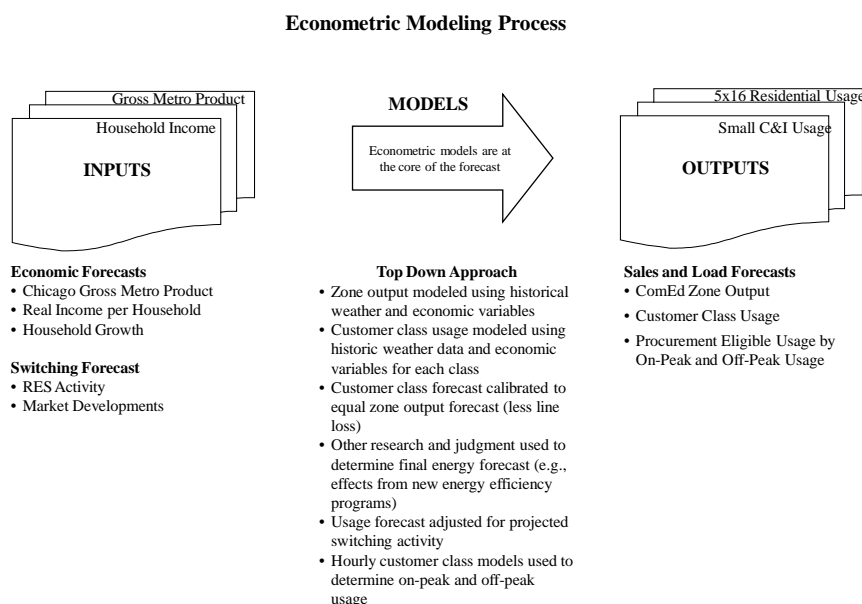 Econometric Modeling Process
Gross Metro Product
Household Income
INPUTS
MODELS
Econometric models are at
the core of the forecast
5x16 Residential Usage
Small C&I Usage
OUTPUTS
Economic Forecasts
• Chicago Gross Metro Product
• Real Income per Household
• Household Growth
Switching Forecast
• RES Activity
• Market Developments
Top Down Approach
• Zone output modeled using historical
weather and economic variables
• Customer class usage modeled using
historic weather data and economic
variables for each class
• Customer class forecast calibrated to
equal zone output forecast (less line
loss)
• Other research and judgment used to
determine final energy forecast (e.g.,
effects from new energy efficiency
programs)
• Usage forecast adjusted for projected
switching activity
• Hourly customer class models used to
determine on-peak and off-peak
usage
Sales and Load Forecasts
• ComEd Zone Output
• Customer Class Usage
• Procurement Eligible Usage by
On-Peak and Off-Peak Usage